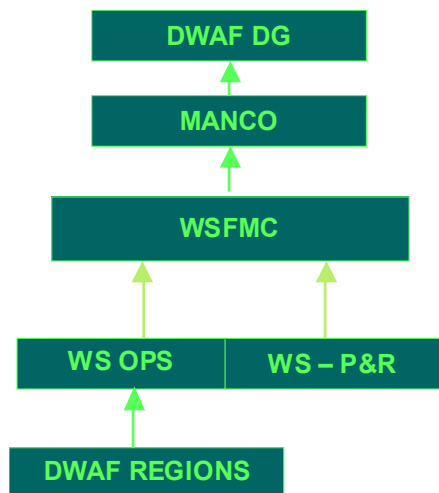 DWAF DG
MANCO
WSFMC
WS OPS
WS – P&R
DWAF REGIONS